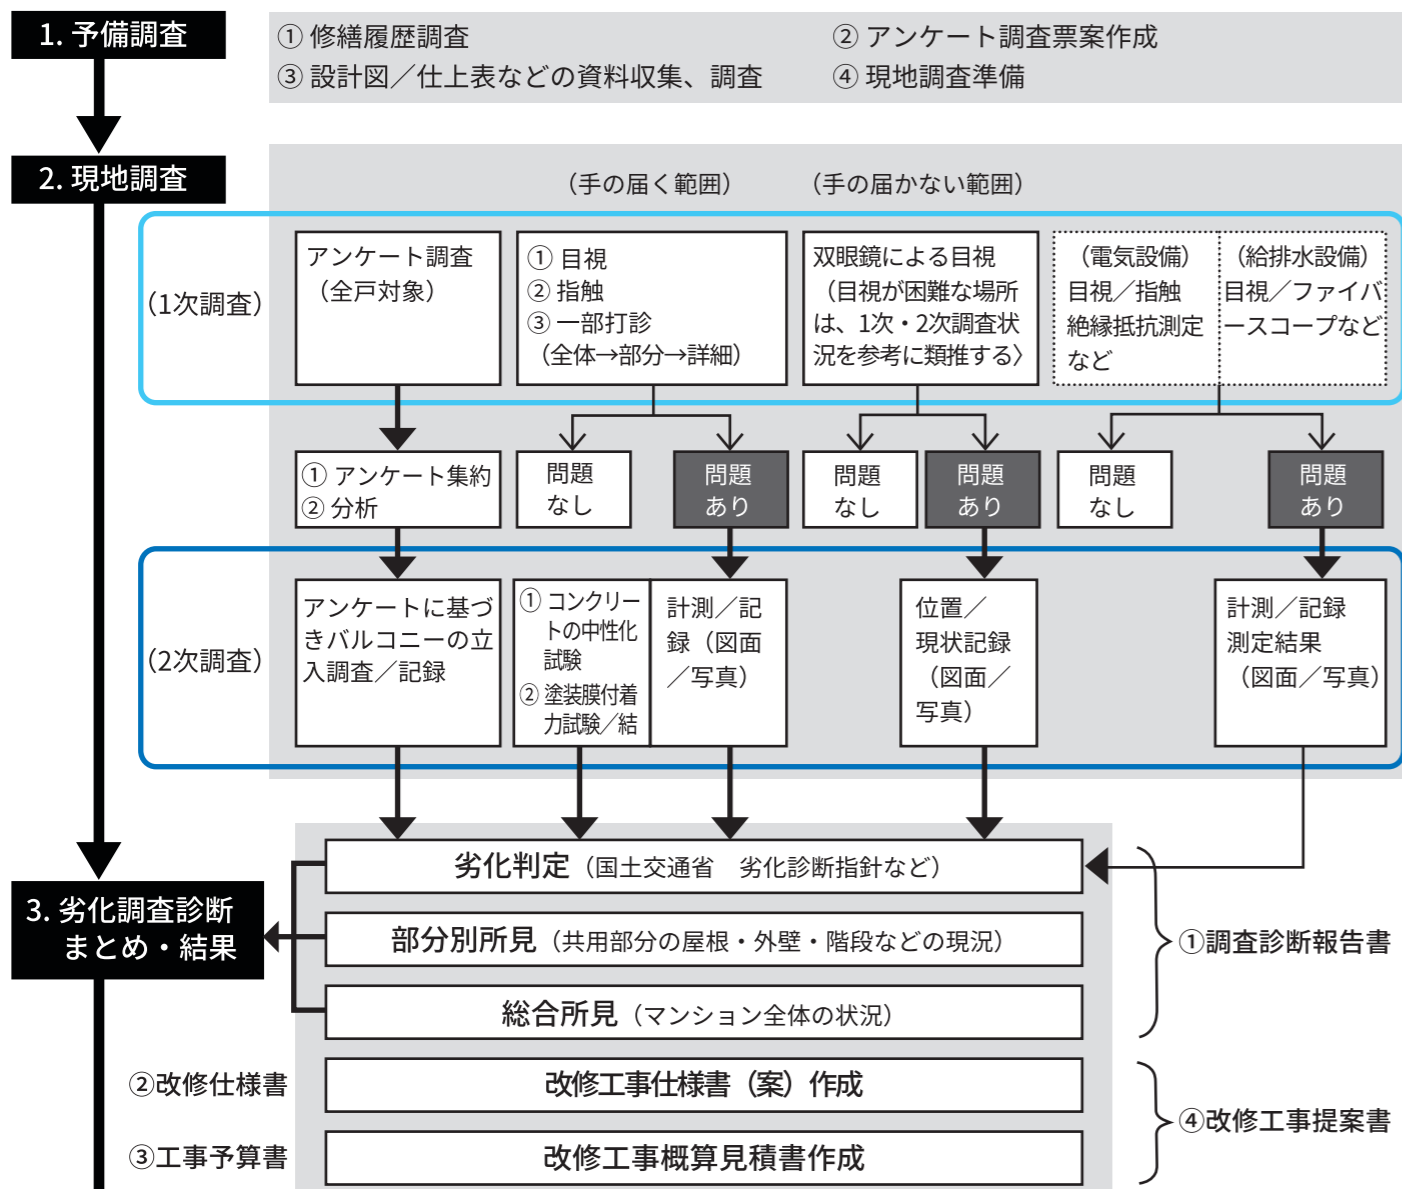 1. 予備調査
① 修繕履歴調査
② アンケート調査票案作成
③ 設計図／仕上表などの資料収集、調査
④ 現地調査準備
2. 現地調査
（手の届く範囲）
（手の届かない範囲）
（1次調査）
アンケート調査
（全戸対象）
① 目視
② 指触
③ 一部打診
（全体→部分→詳細）
双眼鏡による目視
（目視が困難な場所
は、1次・2次調査状
況を参考に類推する〉
（電気設備）
目視／指触
絶縁抵抗測定
など
（給排水設備）
目視／ファイバ
ースコープなど
① アンケート集約
② 分析
問題
なし
問題
あり
問題
なし
問題
あり
問題
なし
問題
あり
（2次調査）
アンケートに基づ
きバルコニーの立
入調査／記録
① コンクリー
トの中性化
試験
② 塗装膜付着
力試験／結
計測／記
録（図面
／写真）
位置／
現状記録
（図面／
写真）
計測／記録
測定結果
（図面／写真）
3. 劣化調査診断
まとめ・結果
劣化判定（国土交通省　劣化診断指針など）
部分別所見（共用部分の屋根・外壁・階段などの現況）
総合所見（マンション全体の状況）
①調査診断報告書
②改修仕様書
改修工事仕様書（案）作成
③工事予算書
改修工事概算見積書作成
④改修工事提案書